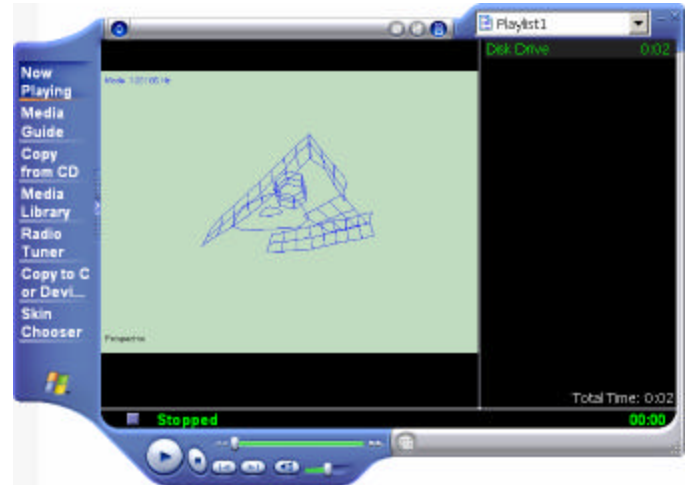 Playlist1
Disk Drive 0:02
Now
Playing
Media
Guide
Copy
from CD
Media
Library
Radio
Tuner
Copy to C
or Devi...
Skin
Chooser
Perspective
Total Time: 0:02
Stopped 00:00